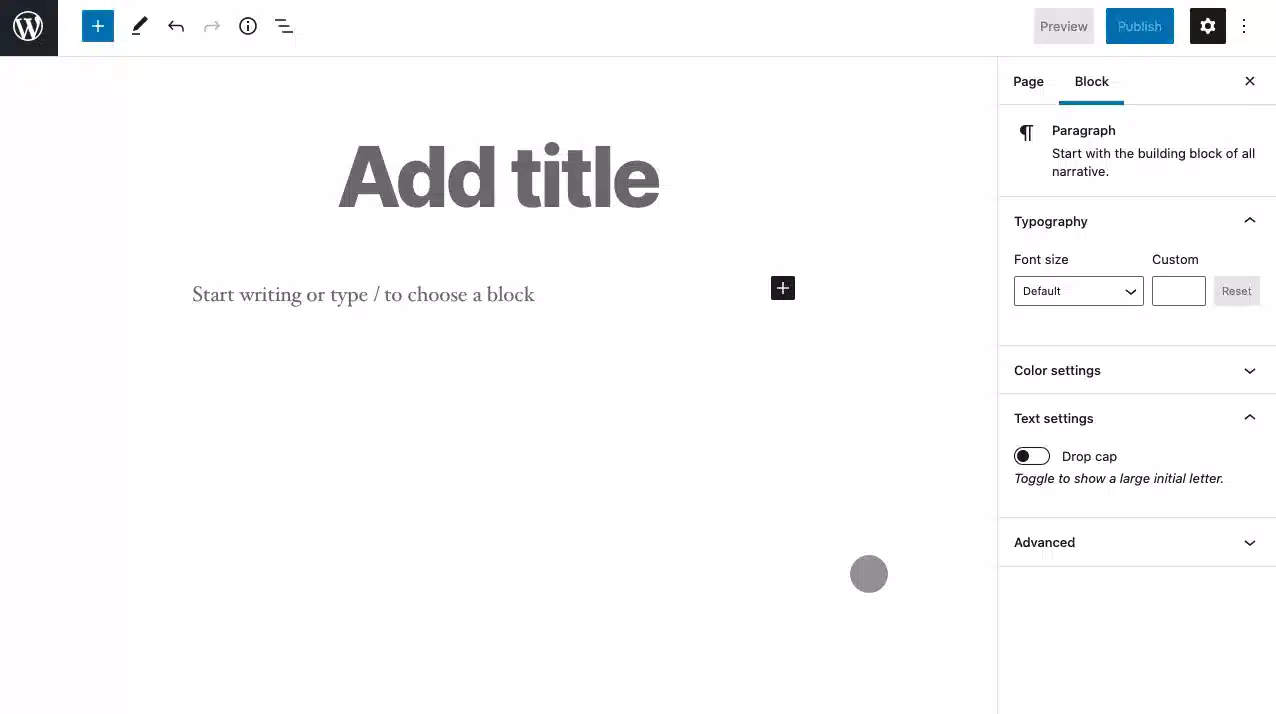 Preview
Publish
Page
Block
Add title
Start writing or type / to choose a block
Paragraph
Start with the building block of all
narrative.
Typography
Font size
Custom
Default
Reset
Color settings
Text settings
Drop cap
Toggle to show a large initial letter.
Advanced